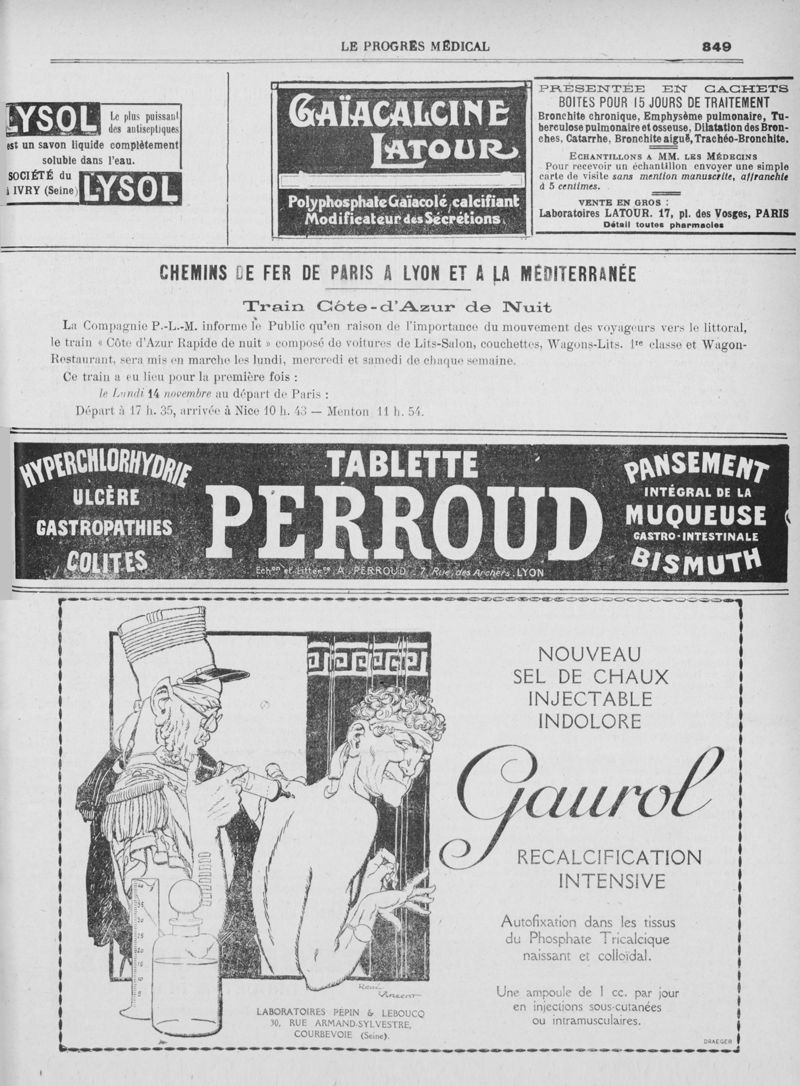 LE PROGRÈS MÉDICAL
849
LYSOL
Le plus puissant
des antiseptiques
est un savon liquide complètement
soluble dans l'eau.
SOCIÉTÉ du
à IVRY (Seine)
LYSOL
GAÏACALCINE
LATOUR
Polyphosphate Gaïacolé, calcifiant
Modificateur des Sécrétions.
PRÉSENTÉE EN CACHETS
BOITES POUR 15 JOURS DE TRAITEMENT
Bronchite chronique, Emphysème pulmonaire, Tu-
berculose pulmonaire et osseuse, Dilatation des Bron-
ches, Catarrhe, Bronchite aiguë, Trachéo-Bronchite.
ECHANTILLONS A MM. LES MÉDECINS
Pour recevoir un échantillon envoyer une simple
carte de visite sans mention manuscrite, affranchie
à 5 centimes.
VENTE EN GROS :
Laboratoires LATOUR. 17, pl. des Vosges, PARIS
Détail toutes pharmacies
CHEMINS DE FER DE PARIS A LYON ET A LA MÉDITERRANÉE
Train Côte-d'Azur de Nuit
La Compagnie P.-L.-M. informe le Public qu'en raison de l'importance du mouvement des voyageurs vers le littoral,
le train « Côte d'Azur Rapide de nuit » composé de voitures de Lits-Salon, couchettes, Wagons-Lits. 1re classe et Wagon-
Restaurant, sera mis en marche les lundi, mercredi et samedi de chaque semaine.
Ce train a eu lieu pour la première fois :
le Lundi 14 novembre au départ de Paris :
Départ à 17 h. 35, arrivée à Nice 10 h. 43 — Menton 11 h. 54.
HYPERCHLORHYDRIE
ULCÈRE
GASTROPATHIES
COLITES
TABLETTE
PERROUD
Échon et Littérre. A. PERROUD _ 7 Rue des Archers. LYON
PANSEMENT
INTÉGRAL DE LA
MUQUEUSE
GASTRO-INTESTINALE
BISMUTH
NOUVEAU
SEL DE CHAUX
INJECTABLE
INDOLORE
Gaurol
RECALCIFICATION
INTENSIVE
Autofixation dans les tissus
du Phosphate Tricalcique
naissant et colloïdal.
Une ampoule de 1 cc. par jour
en injections sous-cutanées
ou intramusculaires.
35
30
25
20
15
10
5
René
Vincent
LABORATOIRES PÉPIN & LEBOUCQ
30, RUE ARMAND-SYLVESTRE,
COURBEVOIE (Seine).
DRAEGER